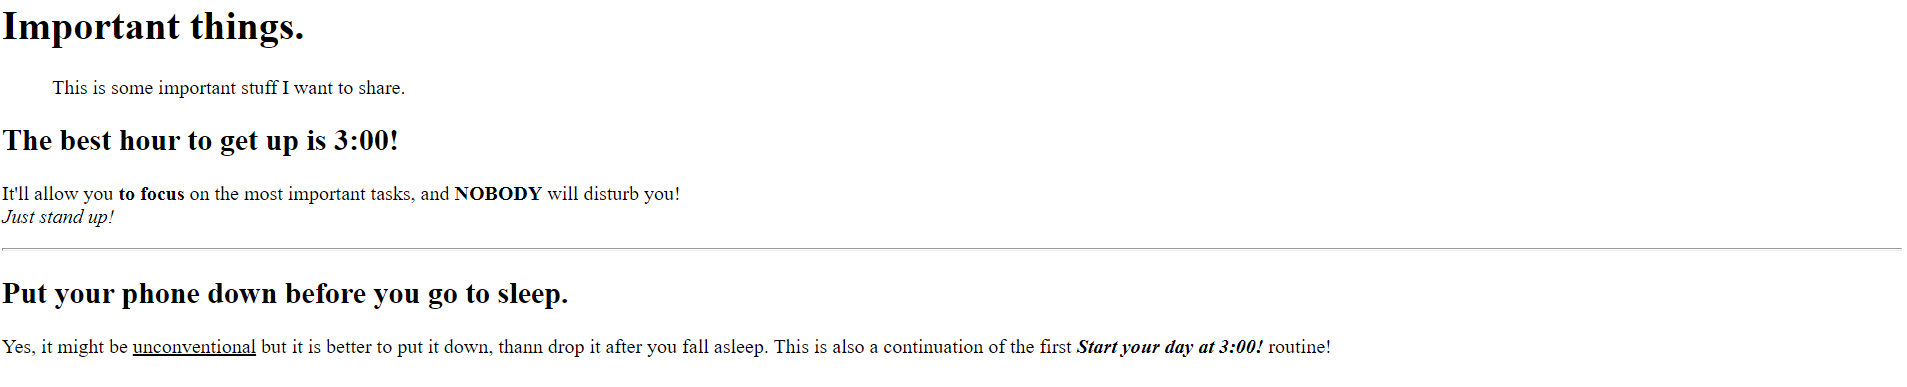 Important things.
This is some important stuff I want to share.
The best hour to get up is 3:00!
It'll allow you to focus on the most important tasks, and NOBODY will disturb you!
Just stand up!
Put your phone down before you go to sleep.
Yes, it might be unconventional but it is better to put it down, thann drop it after you fall asleep. This is also a continuation of the first Start your day at 3:00! routine!